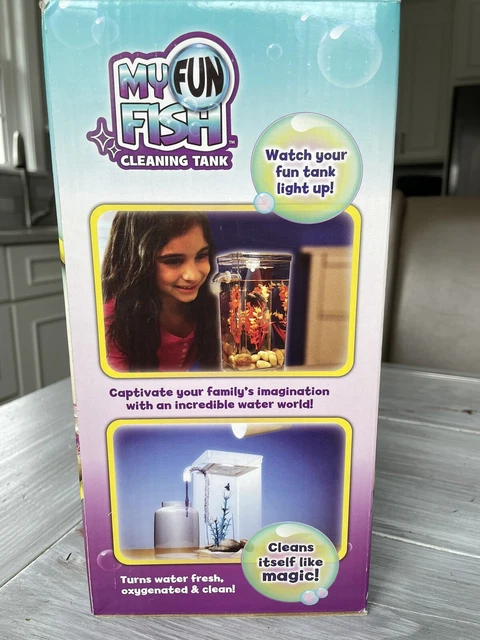 MY FUN
FISH™
CLEANING TANK
Watch your
fun tank
light up!
Captivate your family's imagination
with an incredible water world!
Cleans
itself like
magic!
Turns water fresh,
oxygenated & clean!